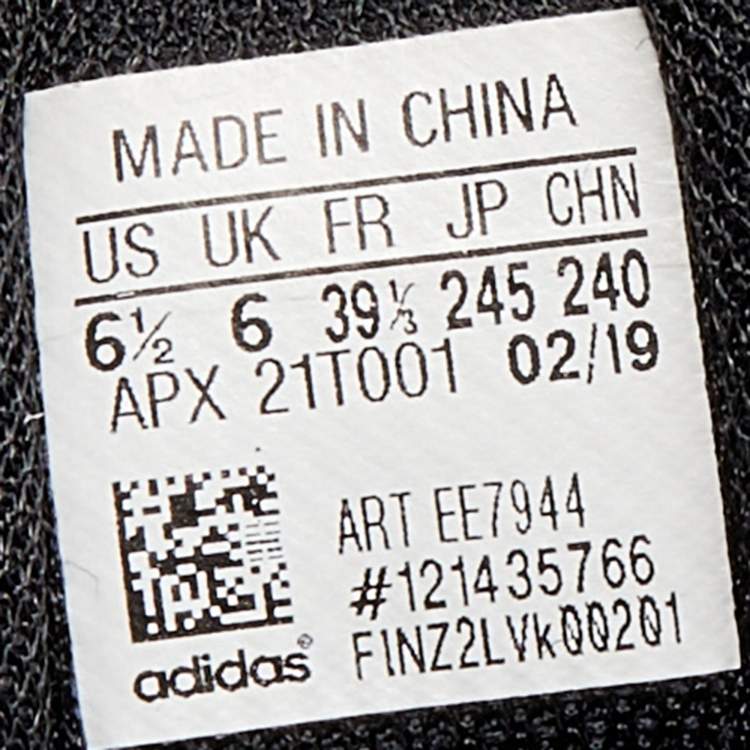 MADE IN CHINA
US UK FR JP CHN
6½ 6 39⅓ 245 240
APX 21T001 02/19
ART EE7944
#121435766
FINZ2LVk00201
adidas®